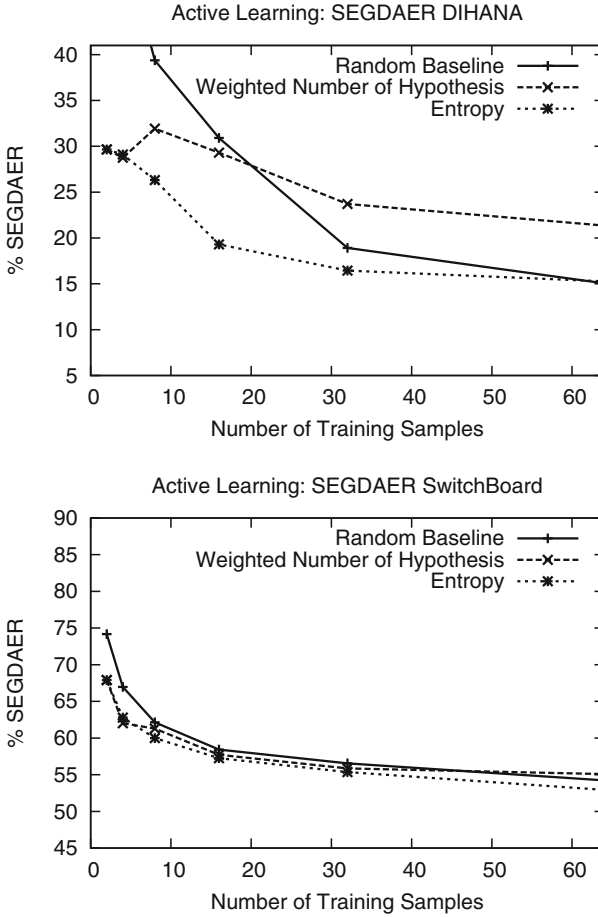 Active Learning: SEGDAER DIHANA
Random Baseline
Weighted Number of Hypothesis
Entropy
% SEGDAER
40
35
30
25
20
15
10
5
0 10 20 30 40 50 60
Number of Training Samples
Active Learning: SEGDAER SwitchBoard
Random Baseline
Weighted Number of Hypothesis
Entropy
% SEGDAER
90
85
80
75
70
65
60
55
50
45
0 10 20 30 40 50 60
Number of Training Samples